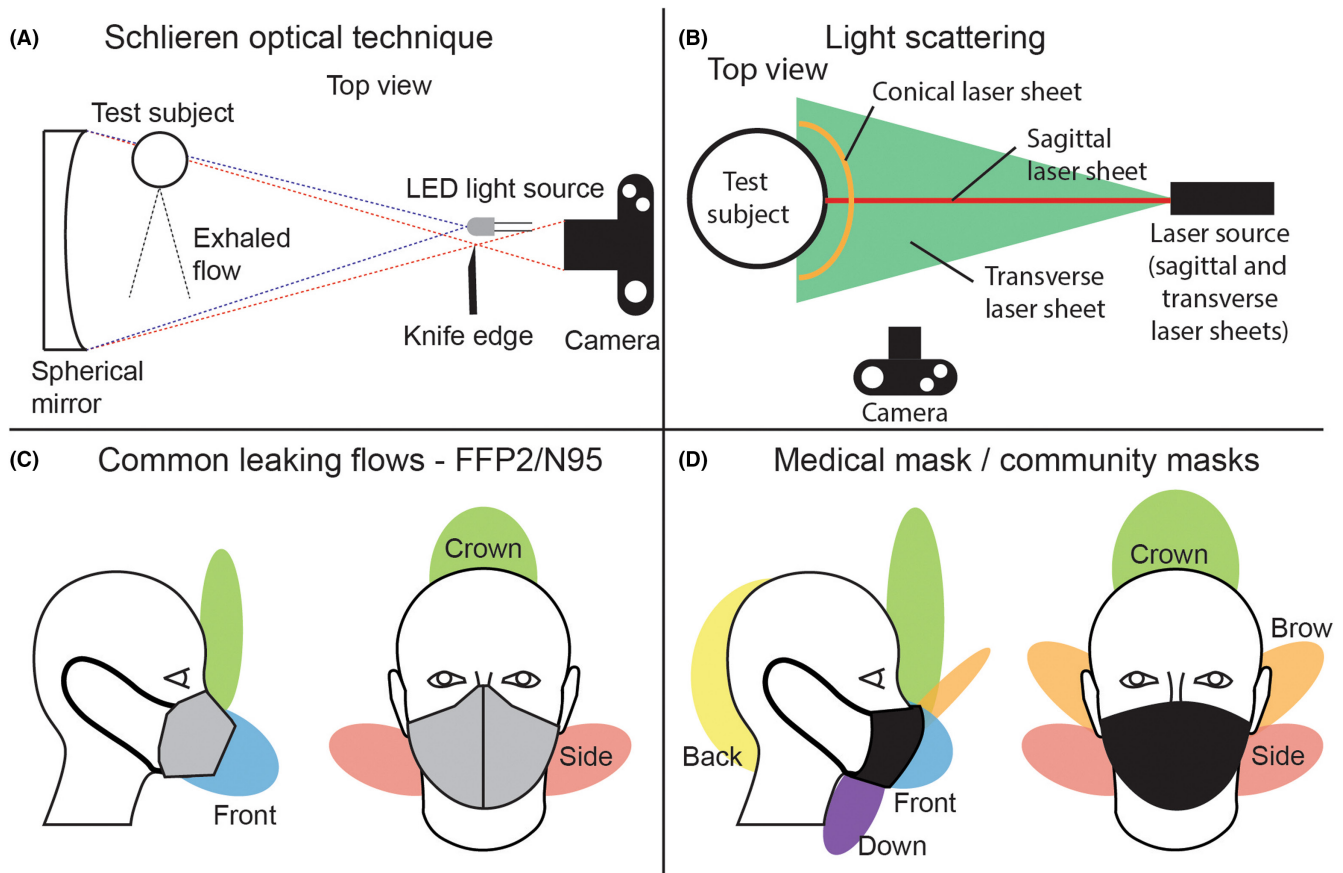 (A) Schlieren optical technique
Top view
Test subject
LED light source
Exhaled
flow
Knife edge
Camera
Spherical
mirror
(B) Light scattering
Top view
Conical laser sheet
Sagittal
laser sheet
Test
subject
Laser source
(sagittal and
transverse
laser sheets)
Transverse
laser sheet
Camera
(C) Common leaking flows - FFP2/N95
Crown
Side
Front
(D) Medical mask / community masks
Crown
Brow
Back
Side
Front
Down